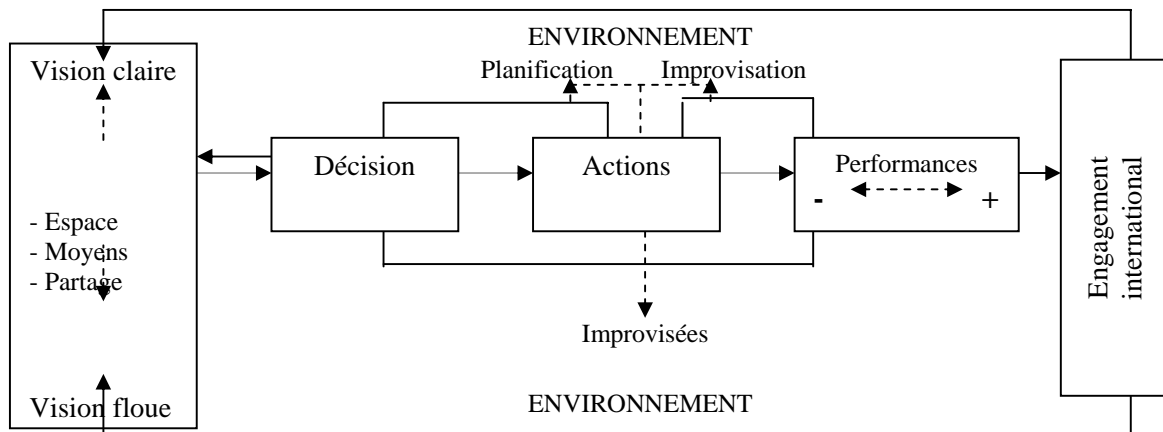 ENVIRONNEMENT
Vision claire
Planification
Improvisation
Décision
Actions
Performances
- +
- Espace
- Moyens
- Partage
Engagement
international
Improvisées
Vision floue
ENVIRONNEMENT